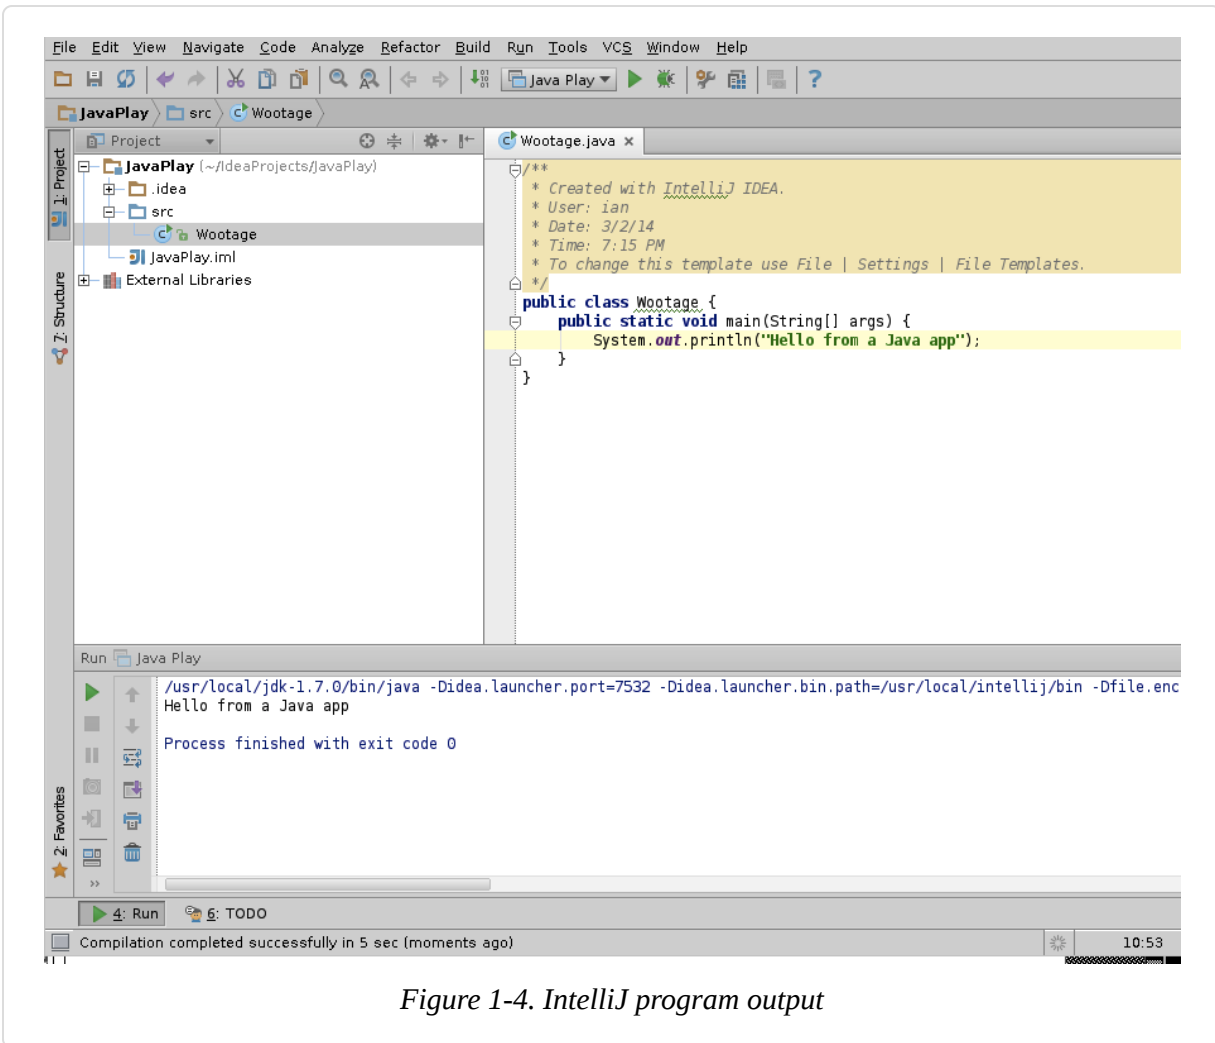 File Edit View Navigate Code Analyze Refactor Build Run Tools VCS Window Help
Java Play
JavaPlay src Wootage
1: Project
7: Structure
2: Favorites
Project
JavaPlay (~/IdeaProjects/JavaPlay)
.idea
src
Wootage
JavaPlay.iml
External Libraries
Wootage.java
/**
* Created with IntelliJ IDEA.
* User: ian
* Date: 3/2/14
* Time: 7:15 PM
* To change this template use File | Settings | File Templates.
*/
public class Wootage {
public static void main(String[] args) {
System.out.println("Hello from a Java app");
}
}
Run Java Play
/usr/local/jdk-1.7.0/bin/java -Didea.launcher.port=7532 -Didea.launcher.bin.path=/usr/local/intellij/bin -Dfile.enc
Hello from a Java app
Process finished with exit code 0
4: Run 6: TODO
Compilation completed successfully in 5 sec (moments ago) 10:53
Figure 1-4. IntelliJ program output